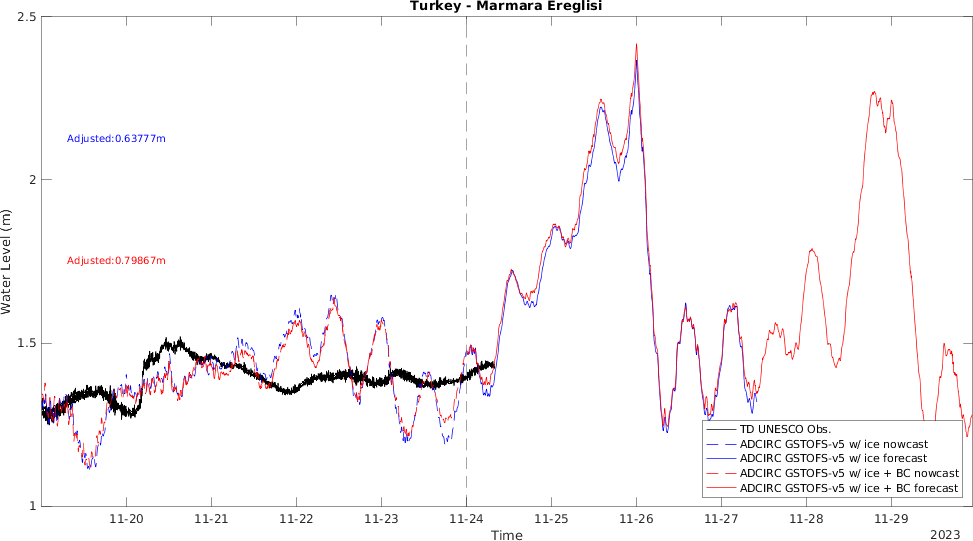 Turkey - Marmara Ereglisi
2.5
2
1.5
1
Water Level (m)
Adjusted:0.63777m
Adjusted:0.79867m
TD UNESCO Obs.
ADCIRC GSTOFS-v5 w/ ice nowcast
ADCIRC GSTOFS-v5 w/ ice forecast
ADCIRC GSTOFS-v5 w/ ice + BC nowcast
ADCIRC GSTOFS-v5 w/ ice + BC forecast
11-20 11-21 11-22 11-23 11-24 11-25 11-26 11-27 11-28 11-29
Time
2023